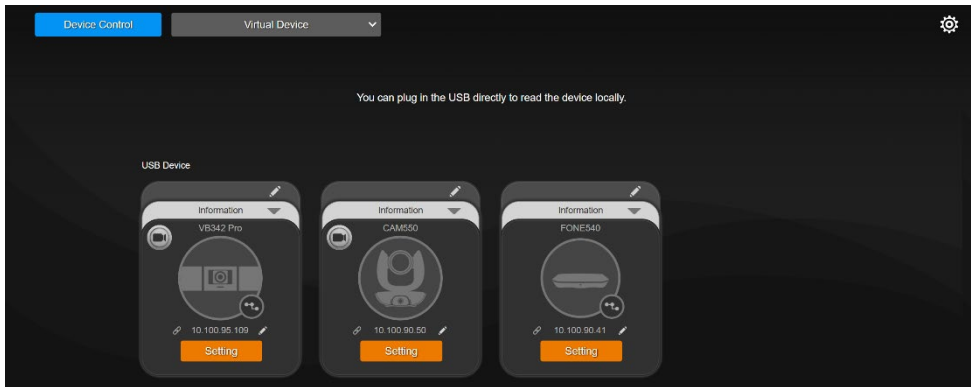 Device Control Virtual Device
You can plug in the USB directly to read the device locally.
USB Device
Information Information Information
VB342 Pro CAM550 FONE540
10.100.95.109 10.100.90.50 10.100.90.41
Setting Setting Setting